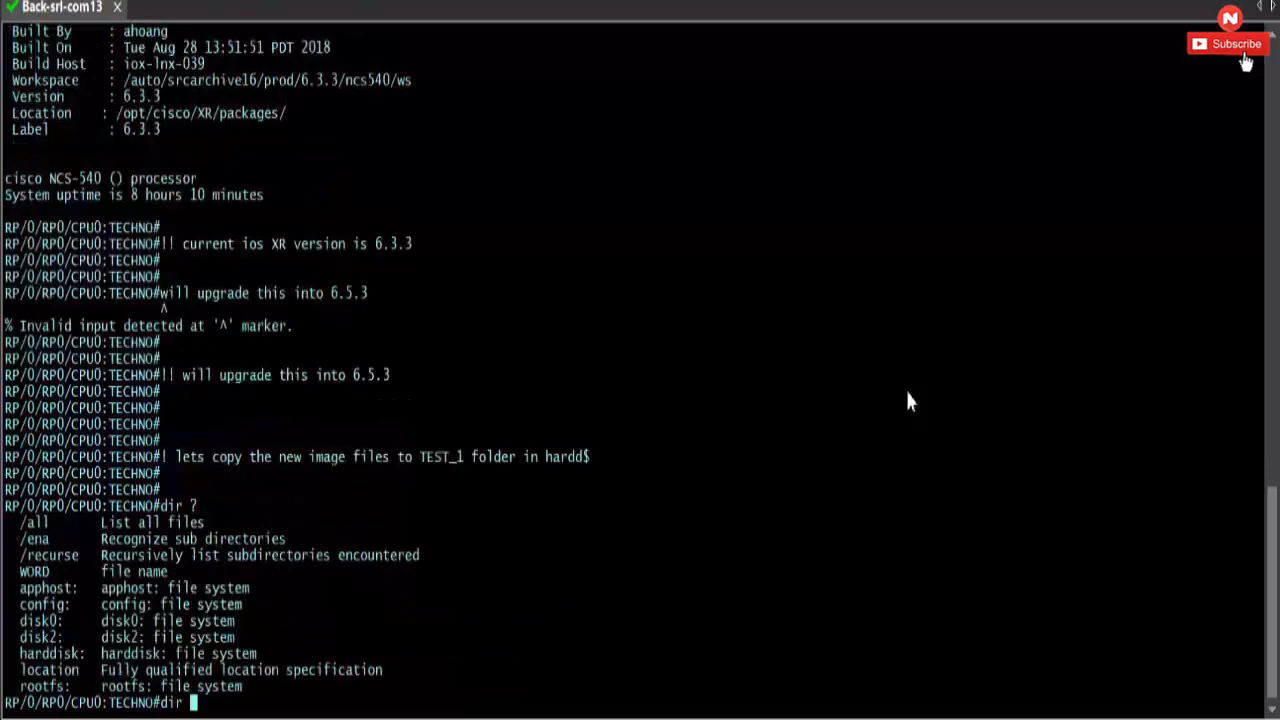 Back-srl-com13
N
Subscribe
Built By : ahoang
Built On : Tue Aug 28 13:51:51 PDT 2018
Build Host : iox-lnx-039
Workspace : /auto/srcarchive16/prod/6.3.3/ncs540/ws
Version : 6.3.3
Location : /opt/cisco/XR/packages/
Label : 6.3.3
cisco NCS-540 () processor
System uptime is 8 hours 10 minutes
RP/0/RP0/CPU0:TECHNO#
RP/0/RP0/CPU0:TECHNO#!! current ios XR version is 6.3.3
RP/0/RP0/CPU0:TECHNO#
RP/0/RP0/CPU0:TECHNO#
RP/0/RP0/CPU0:TECHNO#will upgrade this into 6.5.3
^
% Invalid input detected at '^' marker.
RP/0/RP0/CPU0:TECHNO#
RP/0/RP0/CPU0:TECHNO#
RP/0/RP0/CPU0:TECHNO#!! will upgrade this into 6.5.3
RP/0/RP0/CPU0:TECHNO#
RP/0/RP0/CPU0:TECHNO#
RP/0/RP0/CPU0:TECHNO#
RP/0/RP0/CPU0:TECHNO#
RP/0/RP0/CPU0:TECHNO#! lets copy the new image files to TEST_1 folder in hardd$
RP/0/RP0/CPU0:TECHNO#
RP/0/RP0/CPU0:TECHNO#
RP/0/RP0/CPU0:TECHNO#dir ?
/all List all files
/ena Recognize sub directories
/recurse Recursively list subdirectories encountered
WORD file name
apphost: apphost: file system
config: config: file system
disk0: disk0: file system
disk2: disk2: file system
harddisk: harddisk: file system
location Fully qualified location specification
rootfs: rootfs: file system
RP/0/RP0/CPU0:TECHNO#dir